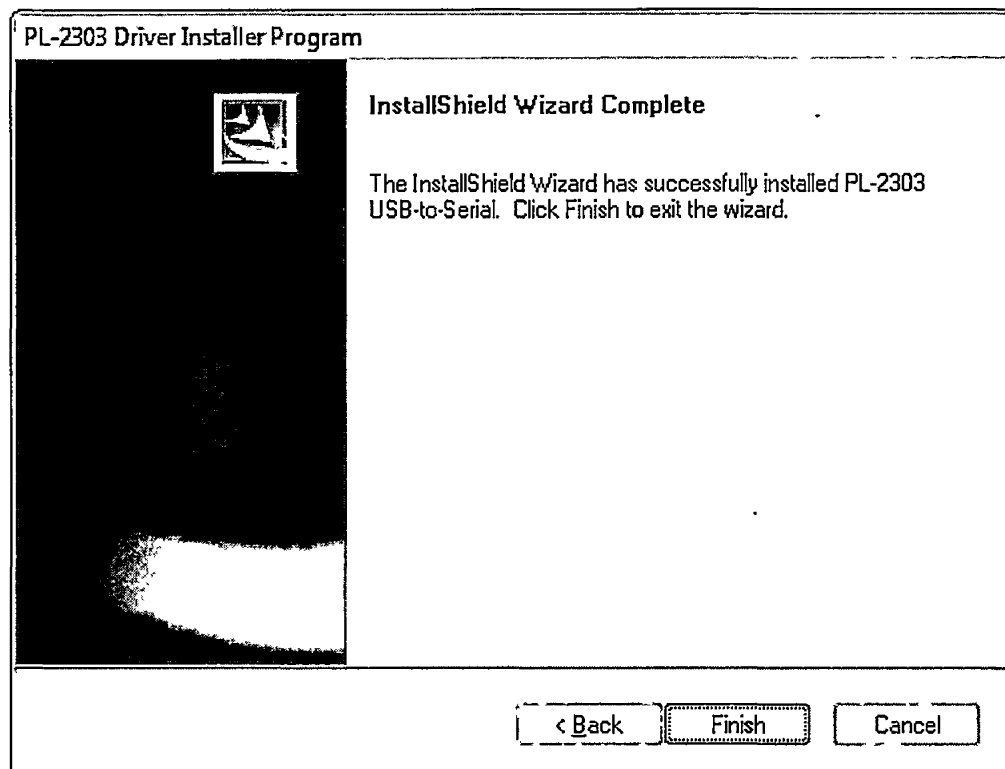 PL-2303 Driver Installer Program
InstallShield Wizard Complete
The InstallShield Wizard has successfully installed PL-2303
USB-to-Serial. Click Finish to exit the wizard.
< Back
Finish
Cancel